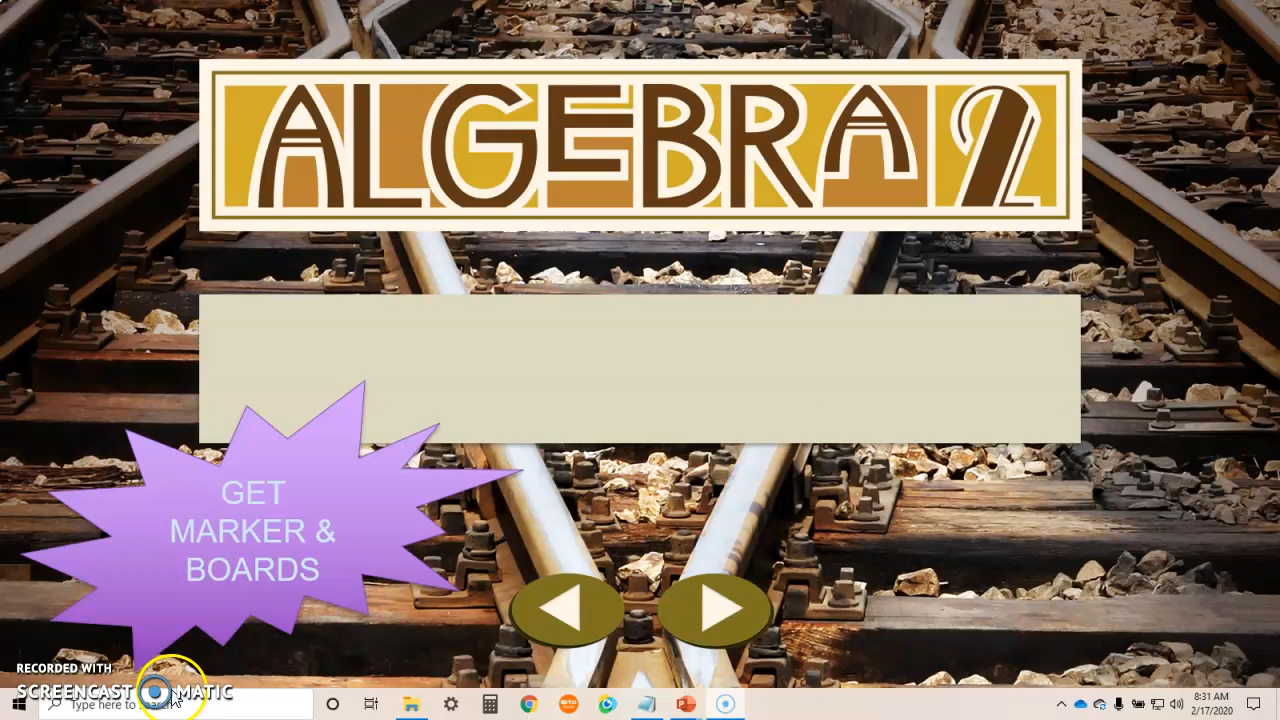 ALGEBRA 2
GET
MARKER &
BOARDS
RECORDED WITH
SCREENCAST MATIC
Type here to search
8:31 AM
2/17/2020